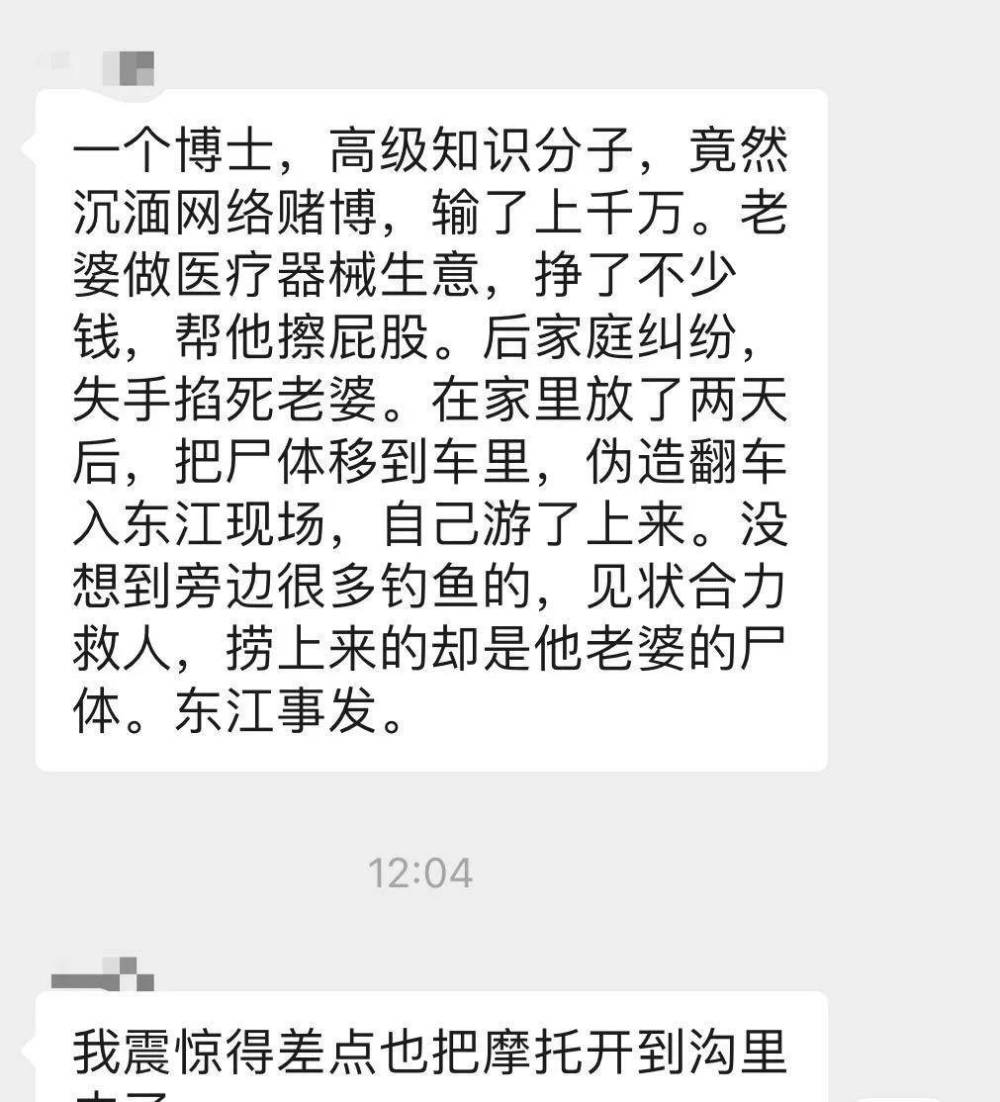 一个博士，高级知识分子，竟然
沉湎网络赌博，输了上千万。老
婆做医疗器械生意，挣了不少
钱，帮他擦屁股。后家庭纠纷，
失手掐死老婆。在家里放了两天
后，把尸体移到车里，伪造翻车
入东江现场，自己游了上来。没
想到旁边很多钓鱼的，见状合力
救人，捞上来的却是他老婆的尸
体。东江事发。
12:04
我震惊得差点也把摩托开到沟里